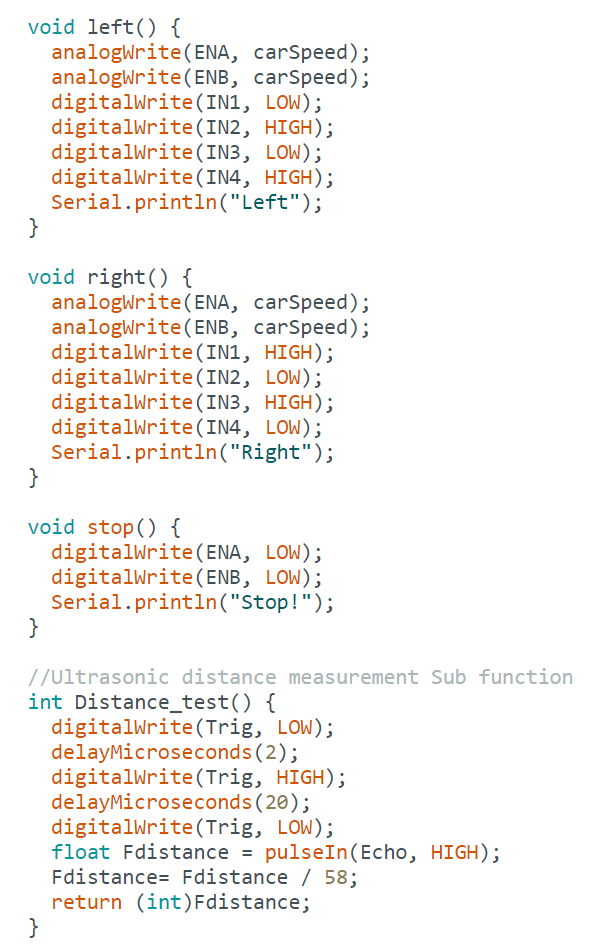 void left() {
  analogWrite(ENA, carSpeed);
  analogWrite(ENB, carSpeed);
  digitalWrite(IN1, LOW);
  digitalWrite(IN2, HIGH);
  digitalWrite(IN3, LOW);
  digitalWrite(IN4, HIGH);
  Serial.println("Left");
}

void right() {
  analogWrite(ENA, carSpeed);
  analogWrite(ENB, carSpeed);
  digitalWrite(IN1, HIGH);
  digitalWrite(IN2, LOW);
  digitalWrite(IN3, HIGH);
  digitalWrite(IN4, LOW);
  Serial.println("Right");
}

void stop() {
  digitalWrite(ENA, LOW);
  digitalWrite(ENB, LOW);
  Serial.println("Stop!");
}

//Ultrasonic distance measurement Sub function
int Distance_test() {
  digitalWrite(Trig, LOW);
  delayMicroseconds(2);
  digitalWrite(Trig, HIGH);
  delayMicroseconds(20);
  digitalWrite(Trig, LOW);
  float Fdistance = pulseIn(Echo, HIGH);
  Fdistance= Fdistance / 58;
  return (int)Fdistance;
}